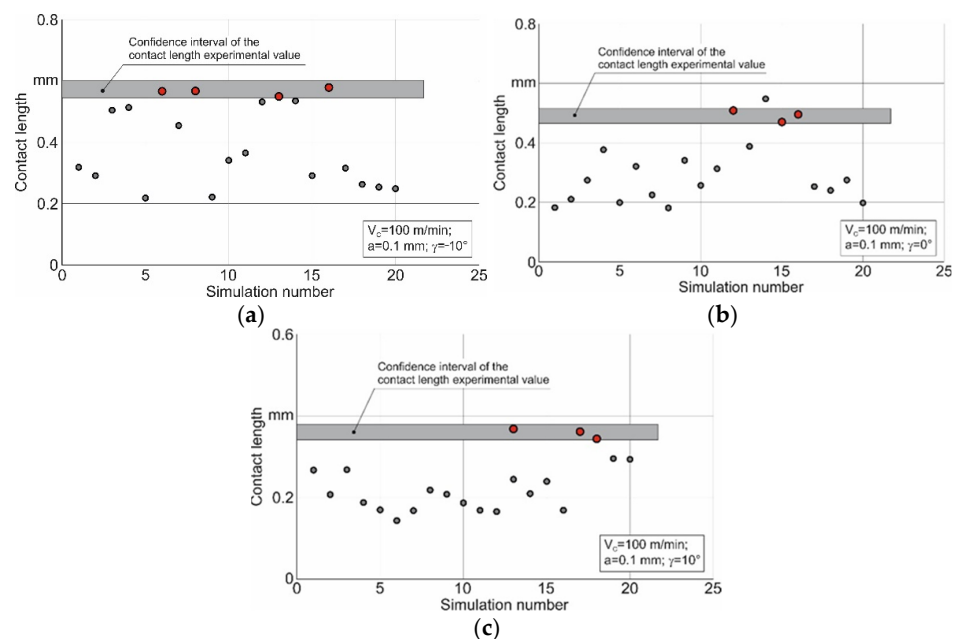 0.8
Confidence interval of the
contact length experimental value
mm
Contact length
0.4
0.2
V_C=100 m/min;
a=0.1 mm; γ=-10°
0
0 5 10 15 20 25
Simulation number
(a)
0.8
Confidence interval of the
contact length experimental value
mm
Contact length
0.4
0.2
V_C=100 m/min;
a=0.1 mm; γ=0°
0
0 5 10 15 20 25
Simulation number
(b)
0.6
Confidence interval of the
contact length experimental value
mm
Contact length
0.2
V_C=100 m/min;
a=0.1 mm; γ=10°
0
0 5 10 15 20 25
Simulation number
(c)